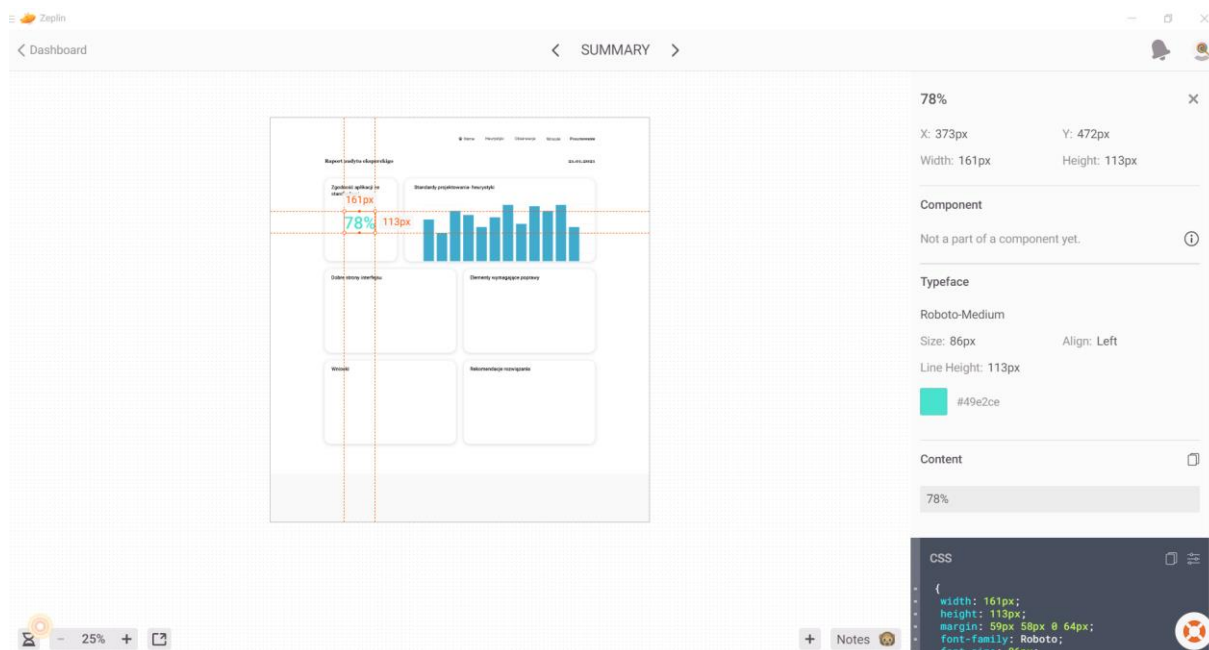 Zeplin
Dashboard
SUMMARY
78%
X: 373px Y: 472px
Width: 161px Height: 113px
Component
Not a part of a component yet.
Typeface
Roboto-Medium
Size: 86px Align: Left
Line Height: 113px
#49e2ce
Content
78%
CSS
{
width: 161px;
height: 113px;
margin: 59px 58px 0 64px;
font-family: Roboto;
Home
Raport audytu eksperckiego
Zgodność aplikacji ze
161px
78% 113px
Standardy projektowania- heurystyki
Dobre strony interfejsu
Elementy wymagające poprawy
Wnioski
Rekomendacje rozwiązania
25%
Notes